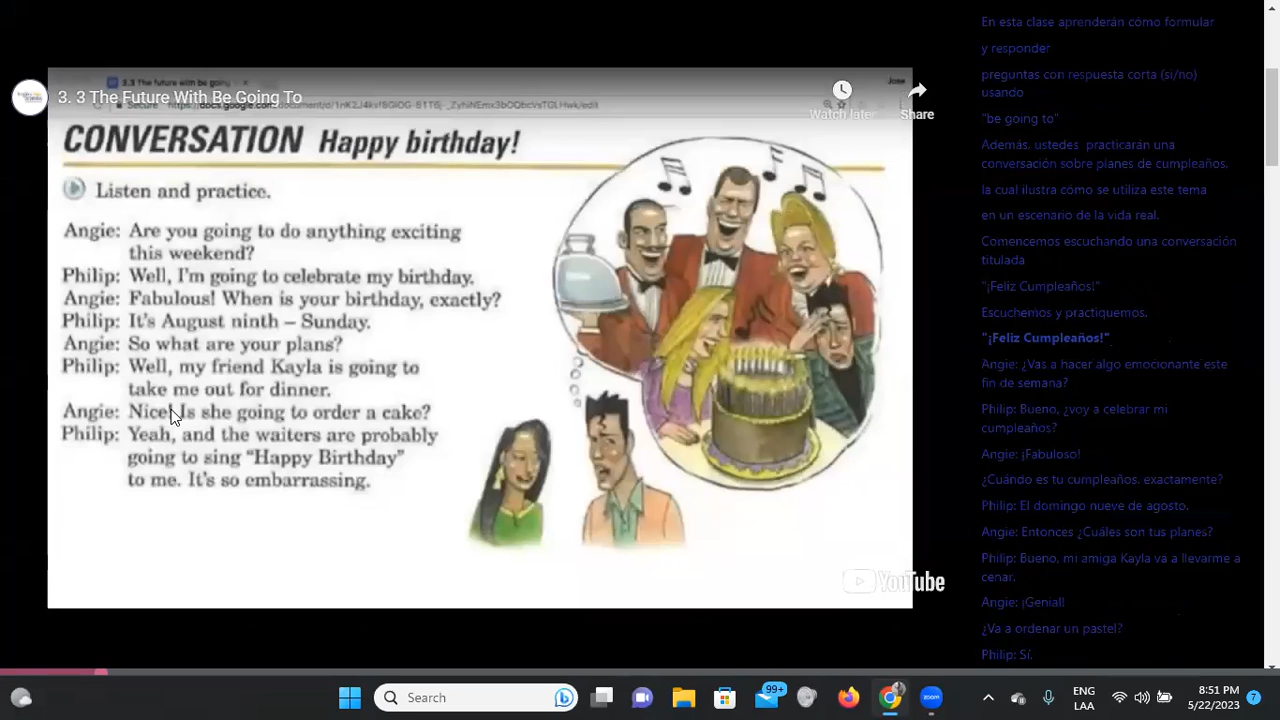 3. 3 The Future With Be Going To
Watch later
Share
CONVERSATION Happy birthday!
Listen and practice.
Angie: Are you going to do anything exciting
this weekend?
Philip: Well, I'm going to celebrate my birthday.
Angie: Fabulous! When is your birthday, exactly?
Philip: It's August ninth – Sunday.
Angie: So what are your plans?
Philip: Well, my friend Kayla is going to
take me out for dinner.
Angie: Nice! Is she going to order a cake?
Philip: Yeah, and the waiters are probably
going to sing “Happy Birthday”
to me. It's so embarrassing.
YouTube
En esta clase aprenderán cómo formular
y responder
preguntas con respuesta corta (si/no)
usando
"be going to"
Además, ustedes practicarán una
conversación sobre planes de cumpleaños,
la cual ilustra cómo se utiliza este tema
en un escenario de la vida real.
Comencemos escuchando una conversación
titulada
"¡Feliz Cumpleaños!"
Escuchemos y practiquemos.
"¡Feliz Cumpleaños!"
Angie: ¿Vas a hacer algo emocionante este
fin de semana?
Philip: Bueno, ¿voy a celebrar mi
cumpleaños?
Angie: ¡Fabuloso!
¿Cuándo es tu cumpleaños, exactamente?
Philip: El domingo nueve de agosto.
Angie: Entonces ¿Cuáles son tus planes?
Philip: Bueno, mi amiga Kayla va a llevarme a
cenar.
Angie: ¡Genial!
¿Va a ordenar un pastel?
Philip: Sí.
Search
99+
zoom
ENG
LAA
8:51 PM
5/22/2023
7